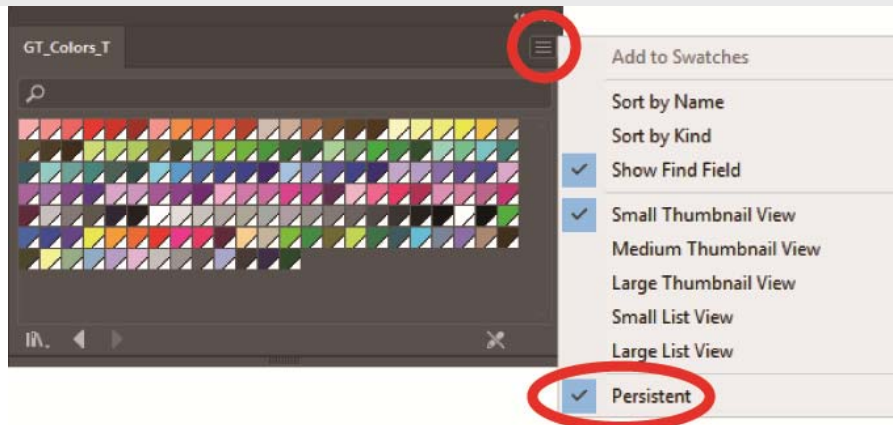 GT_Colors_T
Add to Swatches
Sort by Name
Sort by Kind
Show Find Field
Small Thumbnail View
Medium Thumbnail View
Large Thumbnail View
Small List View
Large List View
Persistent